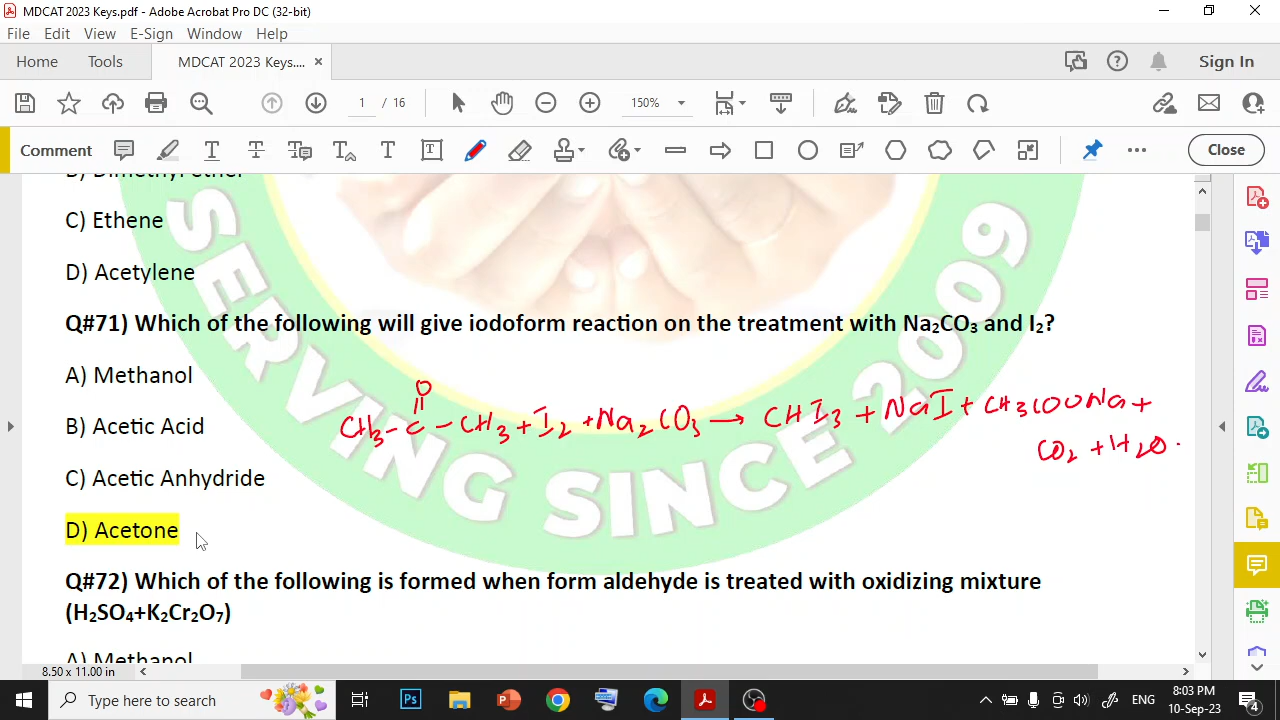 MDCAT 2023 Keys.pdf - Adobe Acrobat Pro DC (32-bit)
File Edit View E-Sign Window Help
Home Tools MDCAT 2023 Keys.... × Sign In
1 / 16 150%
Comment Close
B) Dimethyl ether
C) Ethene
D) Acetylene
SERVING SINCE 2009
Q#71) Which of the following will give iodoform reaction on the treatment with Na₂CO₃ and I₂?
A) Methanol
O
||
CH₃-C-CH₃+I₂+Na₂CO₃→CHI₃+NaI+CH₃COONa+
CO₂+H₂O.
B) Acetic Acid
C) Acetic Anhydride
D) Acetone
Q#72) Which of the following is formed when form aldehyde is treated with oxidizing mixture
(H₂SO₄+K₂Cr₂O₇)
A) Methanol
8.50 x 11.00 in
Type here to search
ENG
8:03 PM
10-Sep-23
4